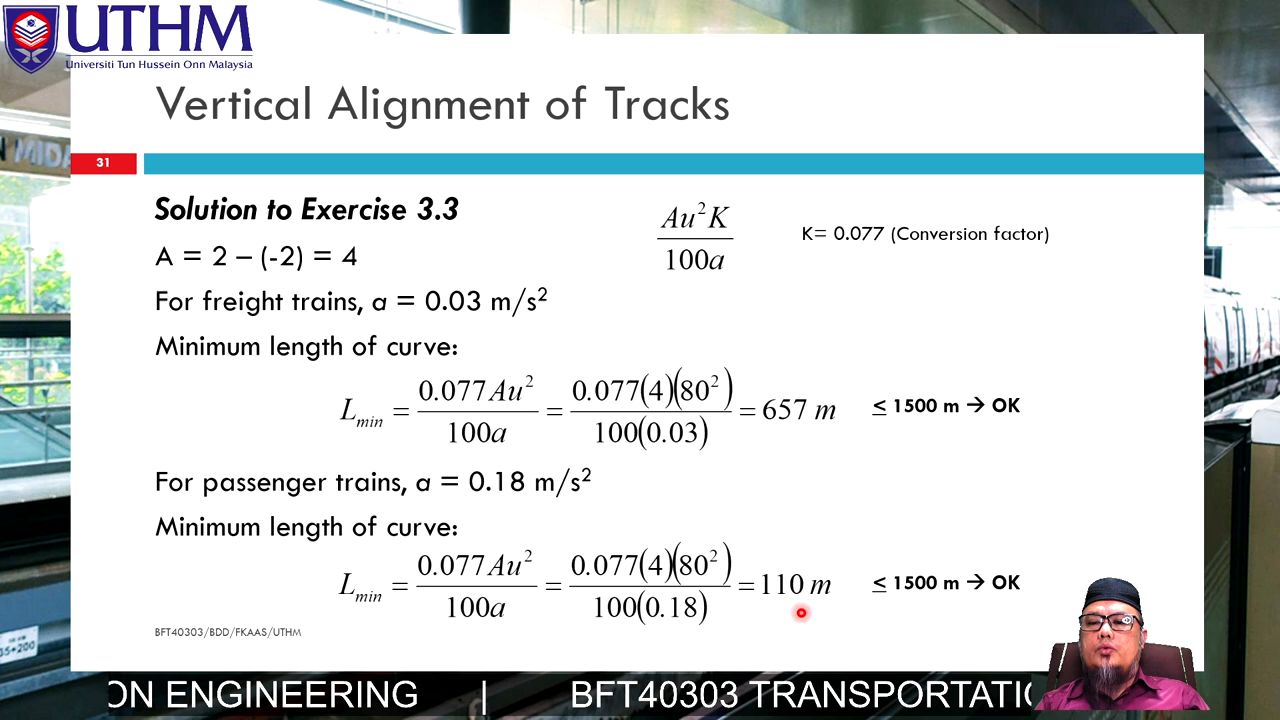 UTHM
Universiti Tun Hussein Onn Malaysia
MIDA
Vertical Alignment of Tracks
31
Solution to Exercise 3.3
Au²K / 100a
K= 0.077 (Conversion factor)
A = 2 – (-2) = 4
For freight trains, a = 0.03 m/s²
Minimum length of curve:
L_min = 0.077Au² / 100a = 0.077(4)(80²) / 100(0.03) = 657 m
≤ 1500 m → OK
For passenger trains, a = 0.18 m/s²
Minimum length of curve:
L_min = 0.077Au² / 100a = 0.077(4)(80²) / 100(0.18) = 110 m
≤ 1500 m → OK
BFT40303/BDD/FKAAS/UTHM
ON ENGINEERING | BFT40303 TRANSPORTATIO